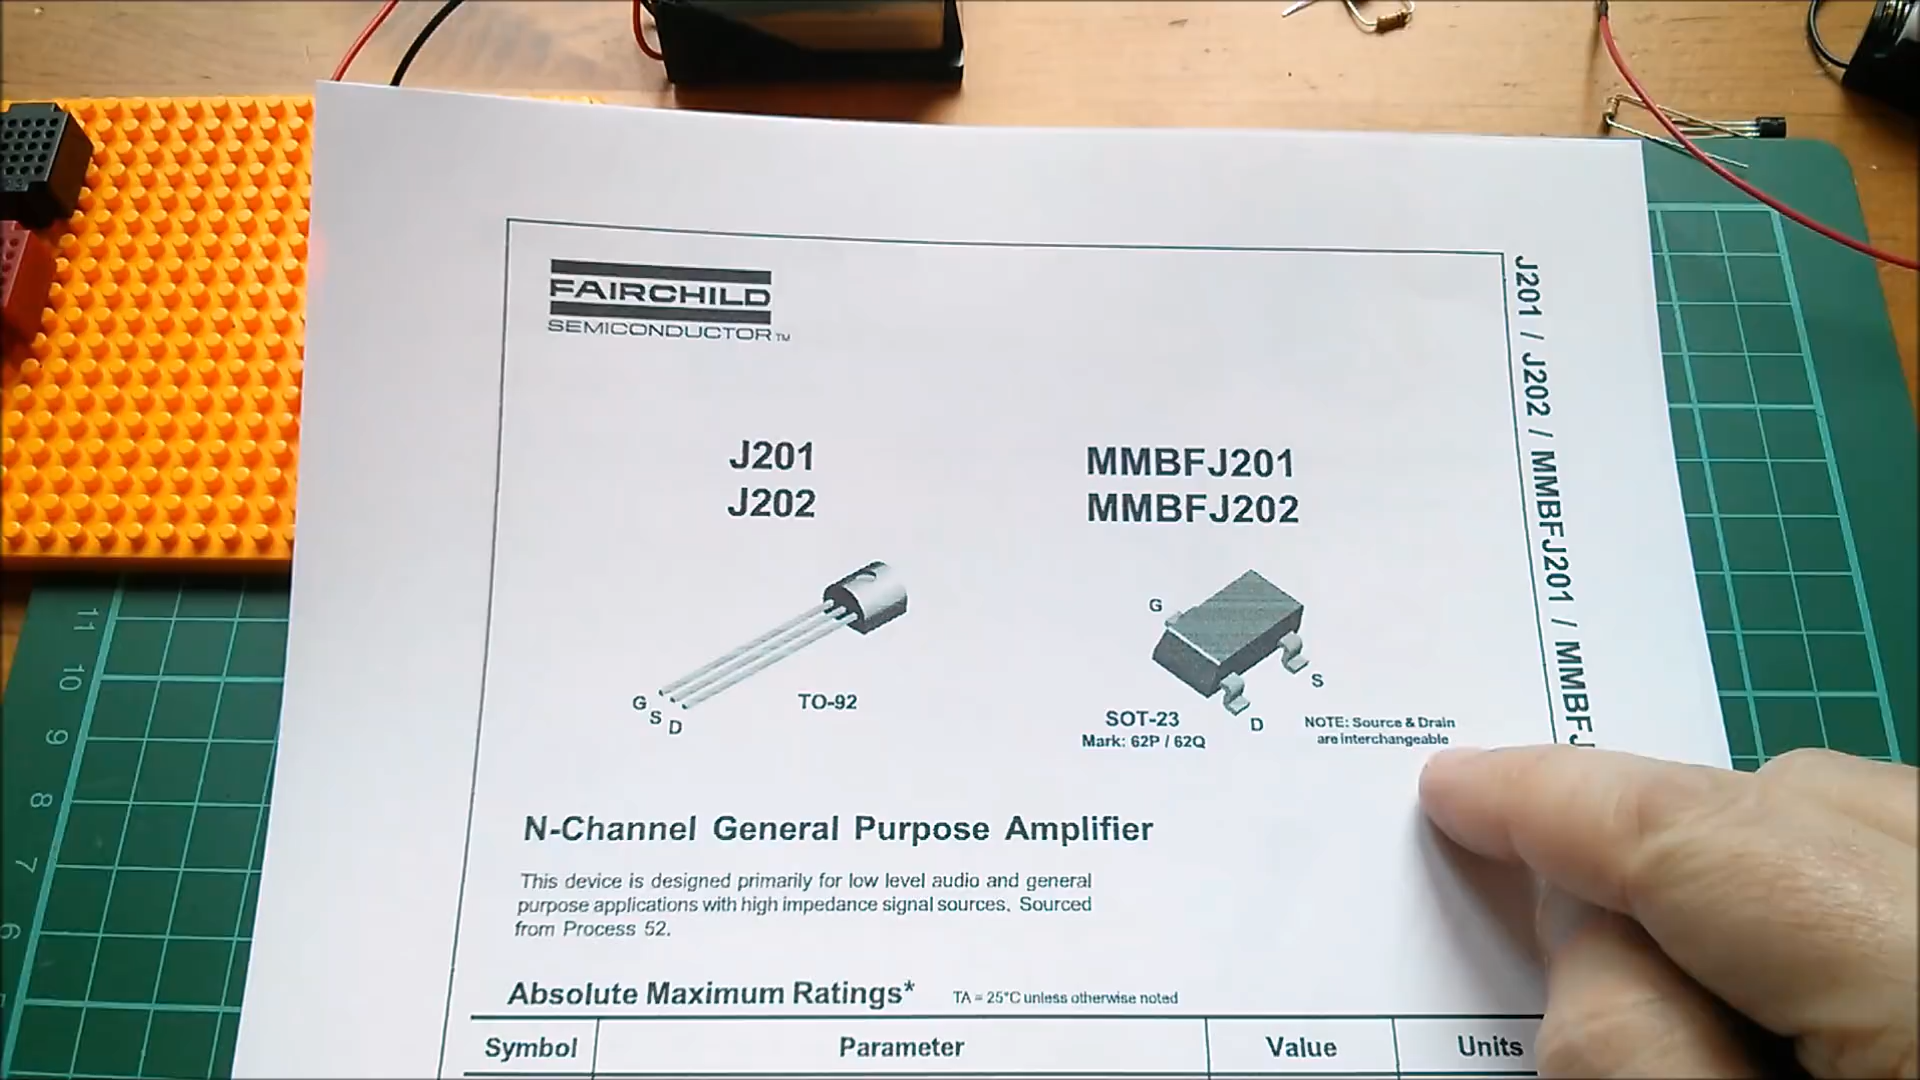 FAIRCHILD
SEMICONDUCTOR™
J201
J202
MMBFJ201
MMBFJ202
G
S
D
TO-92
G
S
D
SOT-23
Mark: 62P / 62Q
NOTE: Source & Drain
are interchangeable
N-Channel General Purpose Amplifier
This device is designed primarily for low level audio and general
purpose applications with high impedance signal sources. Sourced
from Process 52.
Absolute Maximum Ratings*
TA = 25°C unless otherwise noted
Symbol
Parameter
Value
Units
J201 / J202 / MMBFJ201 / MMBFJ
11
10
9
8
7
6